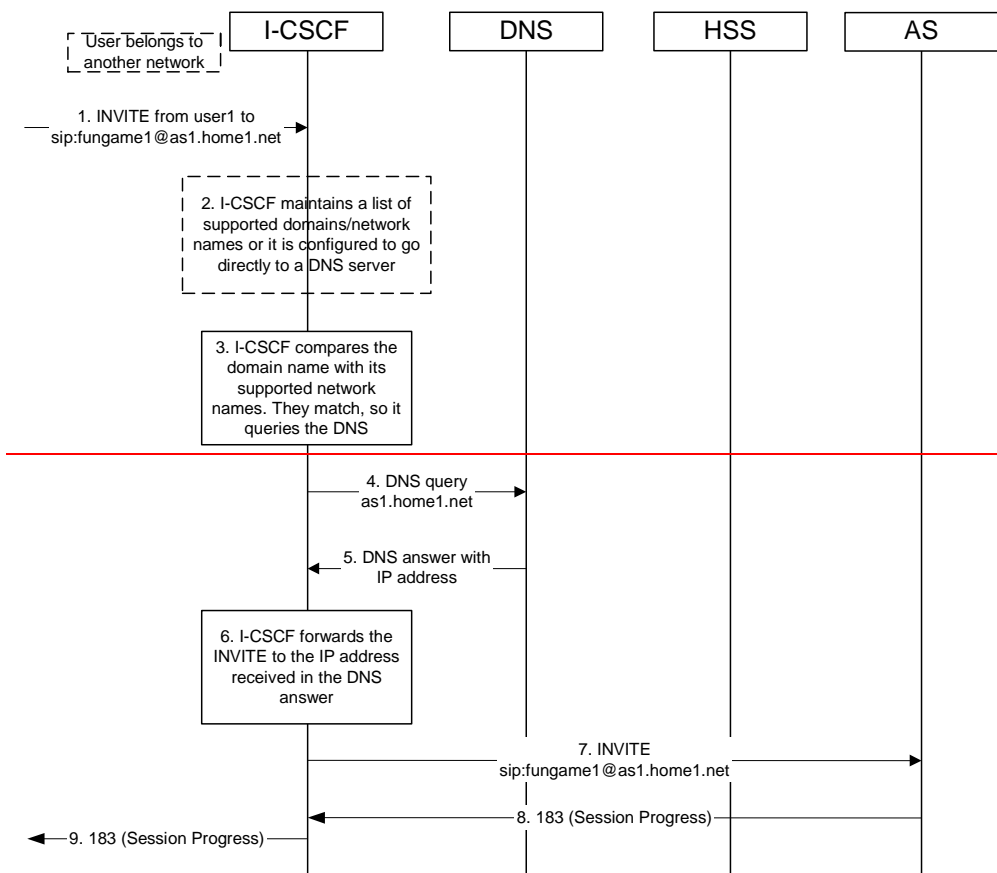 I-CSCF
DNS
HSS
AS
User belongs to
another network
1. INVITE from user1 to
sip:fungame1@as1.home1.net
2. I-CSCF maintains a list of
supported domains/network
names or it is configured to go
directly to a DNS server
3. I-CSCF compares the
domain name with its
supported network
names. They match, so it
queries the DNS
4. DNS query
as1.home1.net
5. DNS answer with
IP address
6. I-CSCF forwards the
INVITE to the IP address
received in the DNS
answer
7. INVITE
sip:fungame1@as1.home1.net
8. 183 (Session Progress)
9. 183 (Session Progress)